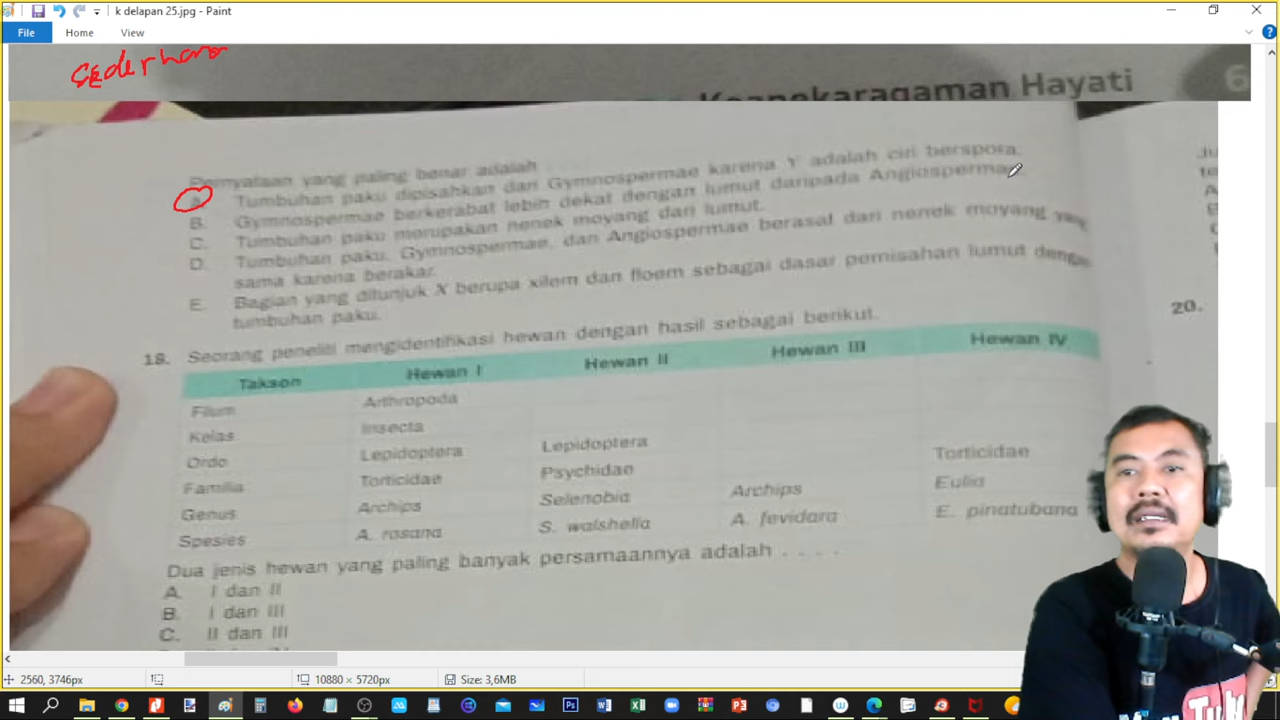 k delapan 25.jpg - Paint
File Home View
sederhana
Keanekaragaman Hayati 6
Pernyataan yang paling benar adalah
A. Tumbuhan paku dipisahkan dari Gymnospermae karena Y adalah ciri berspora.
B. Gymnospermae berkerabat lebih dekat dengan lumut daripada Angiospermae
C. Tumbuhan paku merupakan nenek moyang dari lumut.
D. Tumbuhan paku, Gymnospermae, dan Angiospermae berasal dari nenek moyang yang
sama karena berakar.
E. Bagian yang ditunjuk X berupa xilem dan floem sebagai dasar pemisahan lumut dengan
tumbuhan paku.
18. Seorang peneliti mengidentifikasi hewan dengan hasil sebagai berikut.
20.
Takson Hewan I Hewan II Hewan III Hewan IV
Filum Arthropoda
Kelas Insecta
Ordo Lepidoptera Lepidoptera
Familia Torticidae Psychidae Torticidae
Genus Archips Selenobia Archips Eulia
Spesies A. rosana S. walshella A. fevidara E. pinatubana
Dua jenis hewan yang paling banyak persamaannya adalah . . . .
A. I dan II
B. I dan III
C. II dan III
2560, 3746px 10880 × 5720px Size: 3,6MB